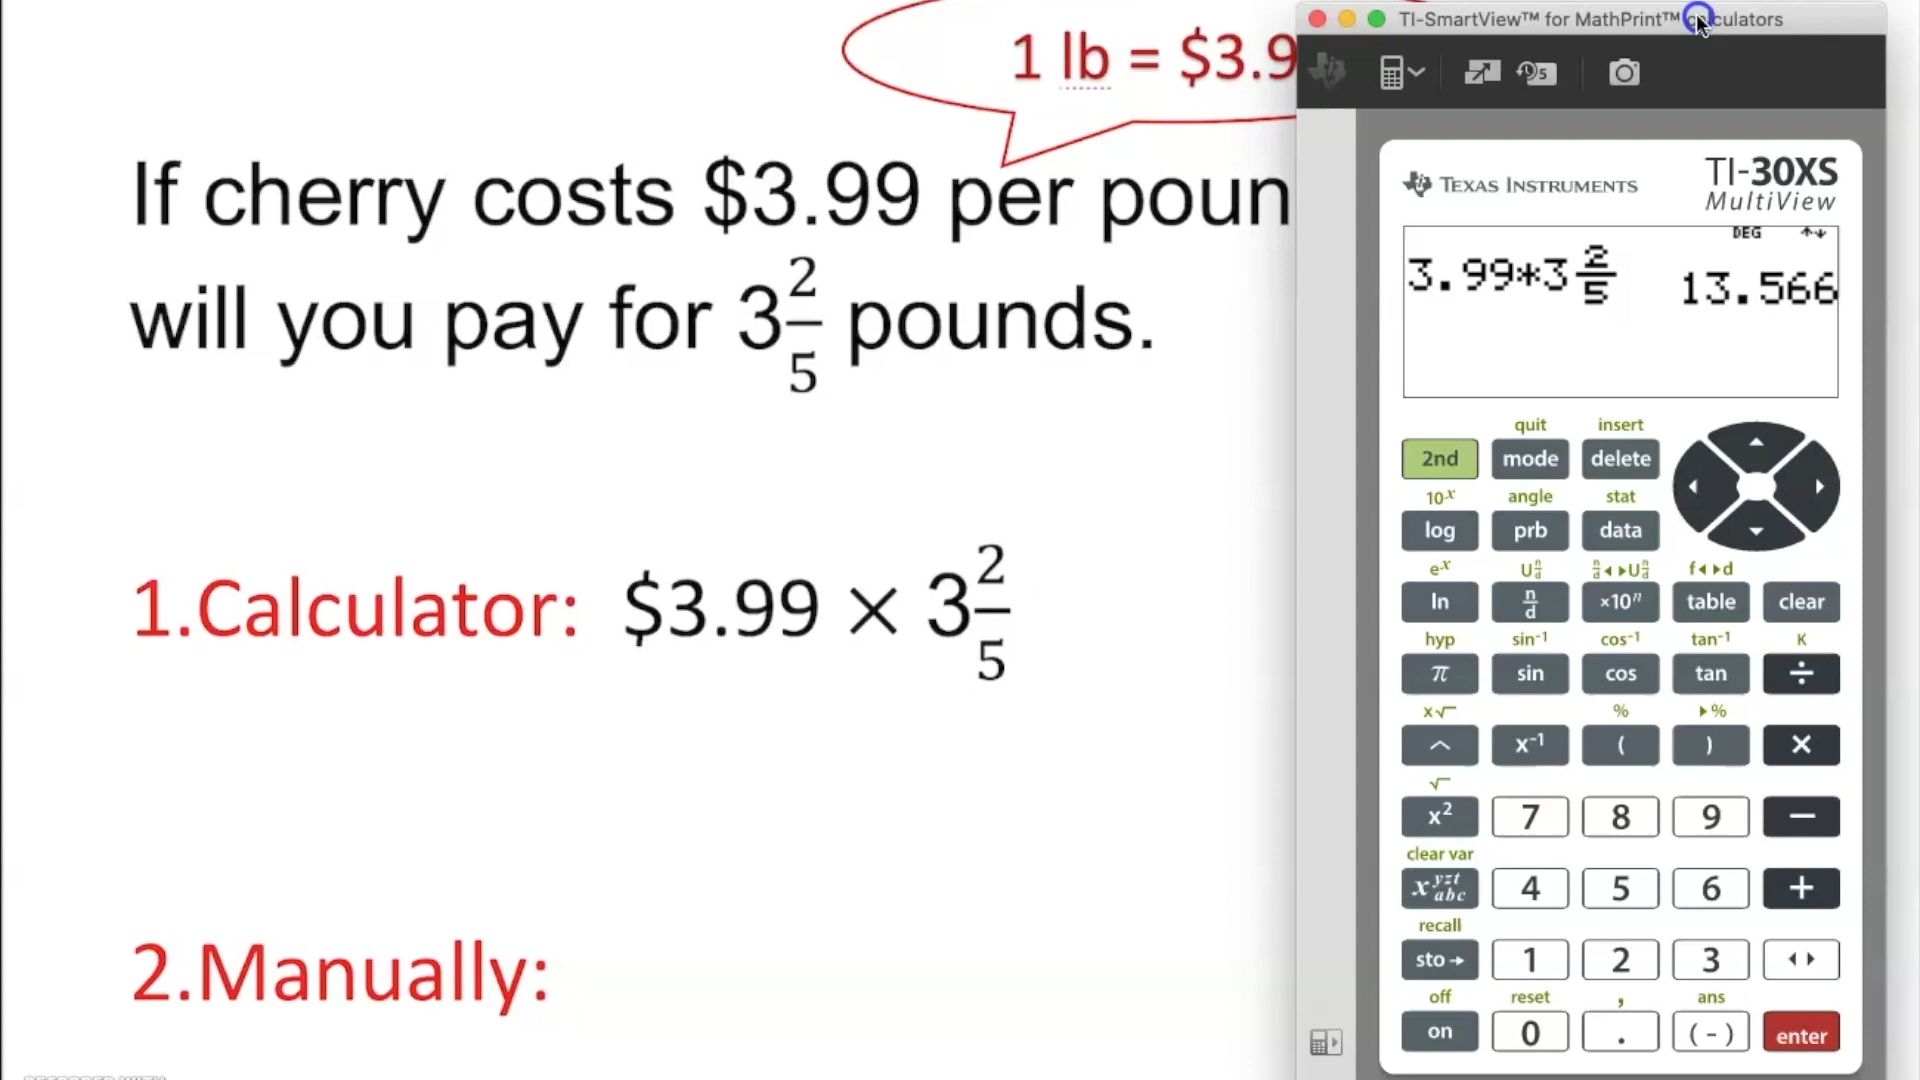 1 lb = $3.9
If cherry costs $3.99 per poun
will you pay for 3 2/5 pounds.
1.Calculator: $3.99 × 3 2/5
2.Manually:
TI-SmartView™ for MathPrint™ calculators
5
TEXAS INSTRUMENTS
TI-30XS
MultiView
DEG
3.99*3 2/5 13.566
quit insert
2nd mode delete
10^x angle stat
log prb data
e^x U n/d n/d ◂▸ U n/d f◂▸d
ln n/d ×10ⁿ table clear
hyp sin⁻¹ cos⁻¹ tan⁻¹ K
π sin cos tan ÷
x√ % ▸%
^ x⁻¹ ( ) ×
√
x² 7 8 9 −
clear var
x yzt abc 4 5 6 +
recall
sto→ 1 2 3 ◂▸
off reset , ans
on 0 . (-) enter